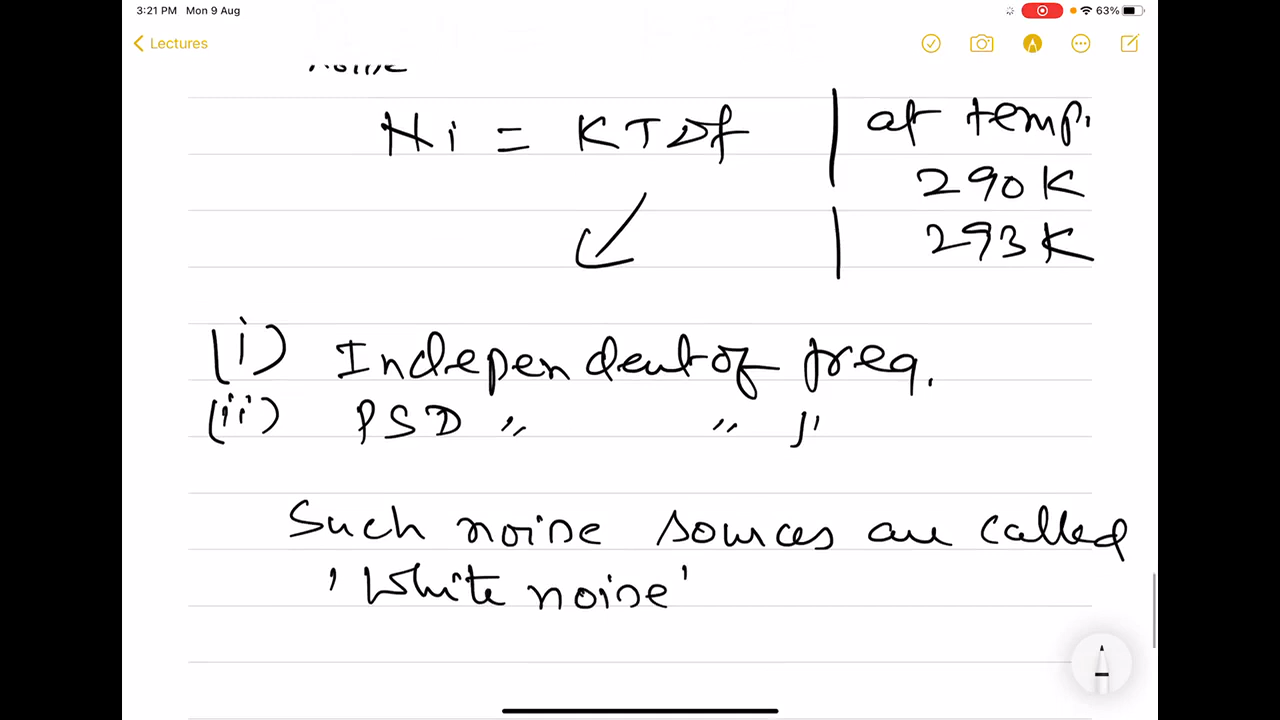 3:21 PM Mon 9 Aug 63%
Lectures
Noise
Ni = KTΔf | at temp.
290K
| 293K
(i) Independent of freq.
(ii) PSD " " "
Such noise sources are called
'White noise'